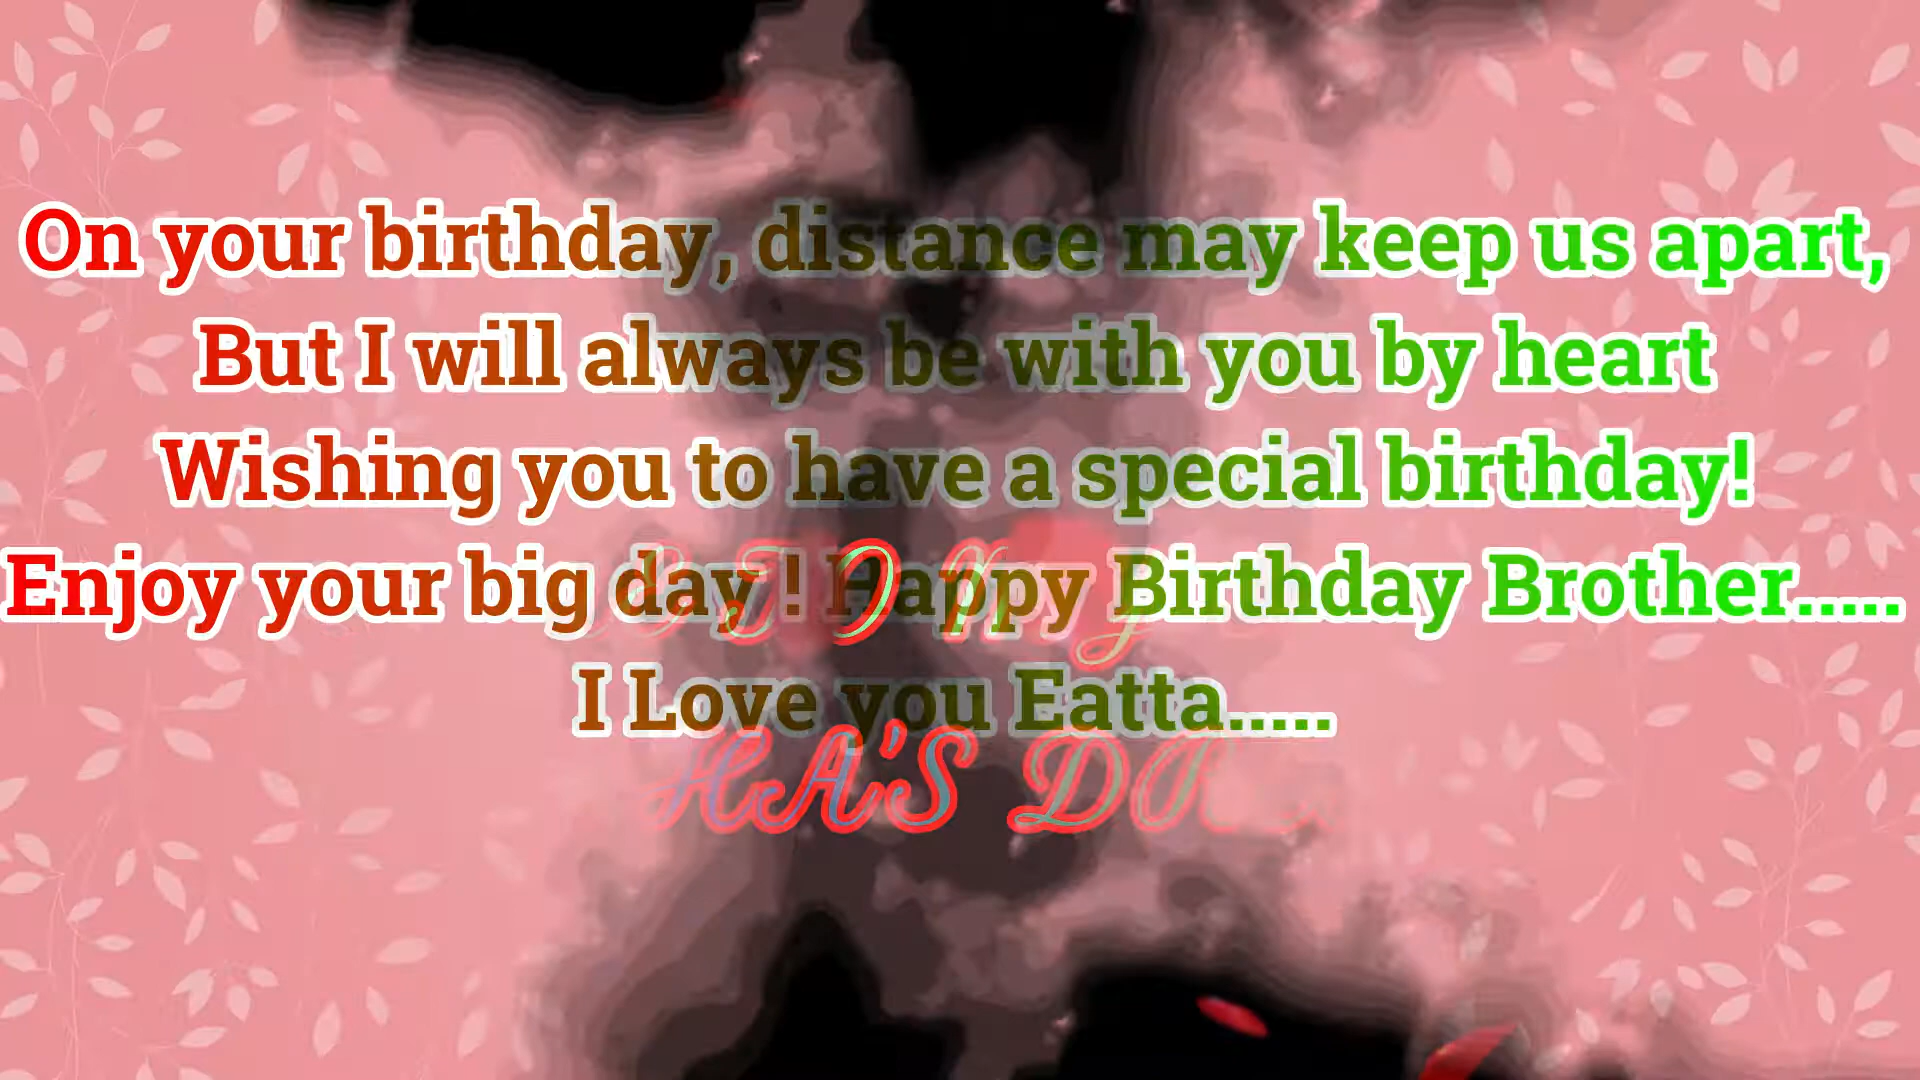 On your birthday, distance may keep us apart,
But I will always be with you by heart
Wishing you to have a special birthday!
Enjoy your big day ! Happy Birthday Brother.....
I Love you Eatta.....